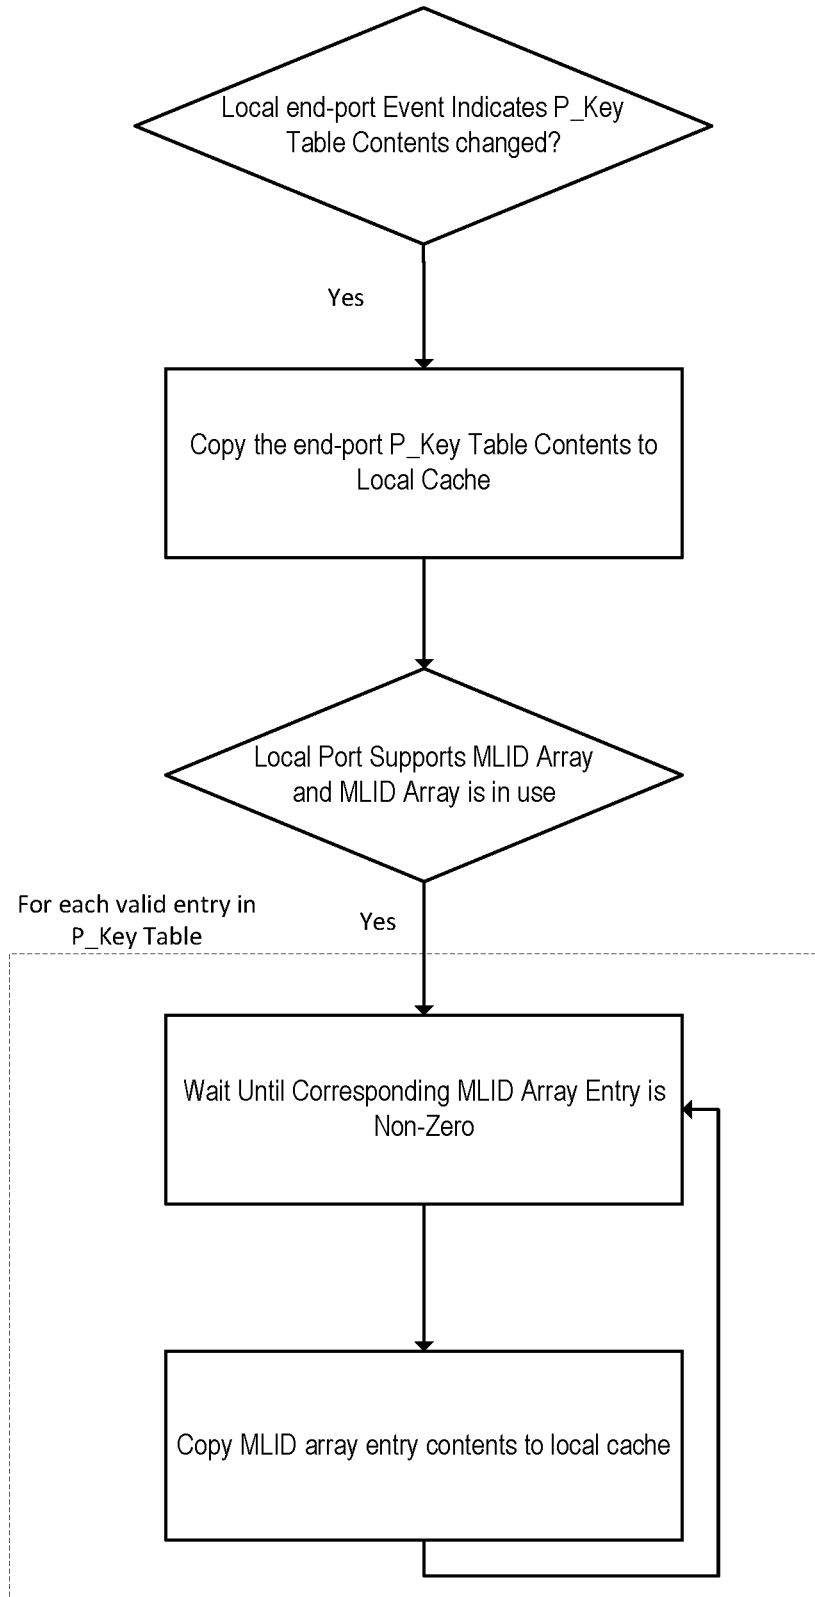 Local end-port Event Indicates P_Key
Table Contents changed?
Yes
Copy the end-port P_Key Table Contents to
Local Cache
Local Port Supports MLID Array
and MLID Array is in use
For each valid entry in
P_Key Table
Yes
Wait Until Corresponding MLID Array Entry is
Non-Zero
Copy MLID array entry contents to local cache